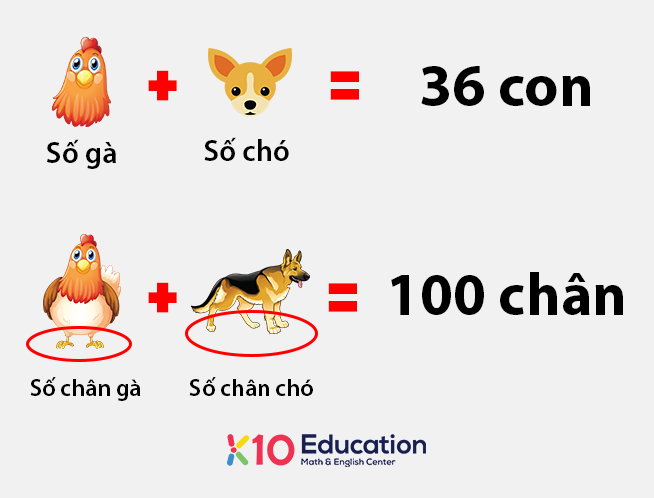 + = 36 con
Số gà Số chó
+ = 100 chân
Số chân gà Số chân chó
K10 Education
Math & English Center